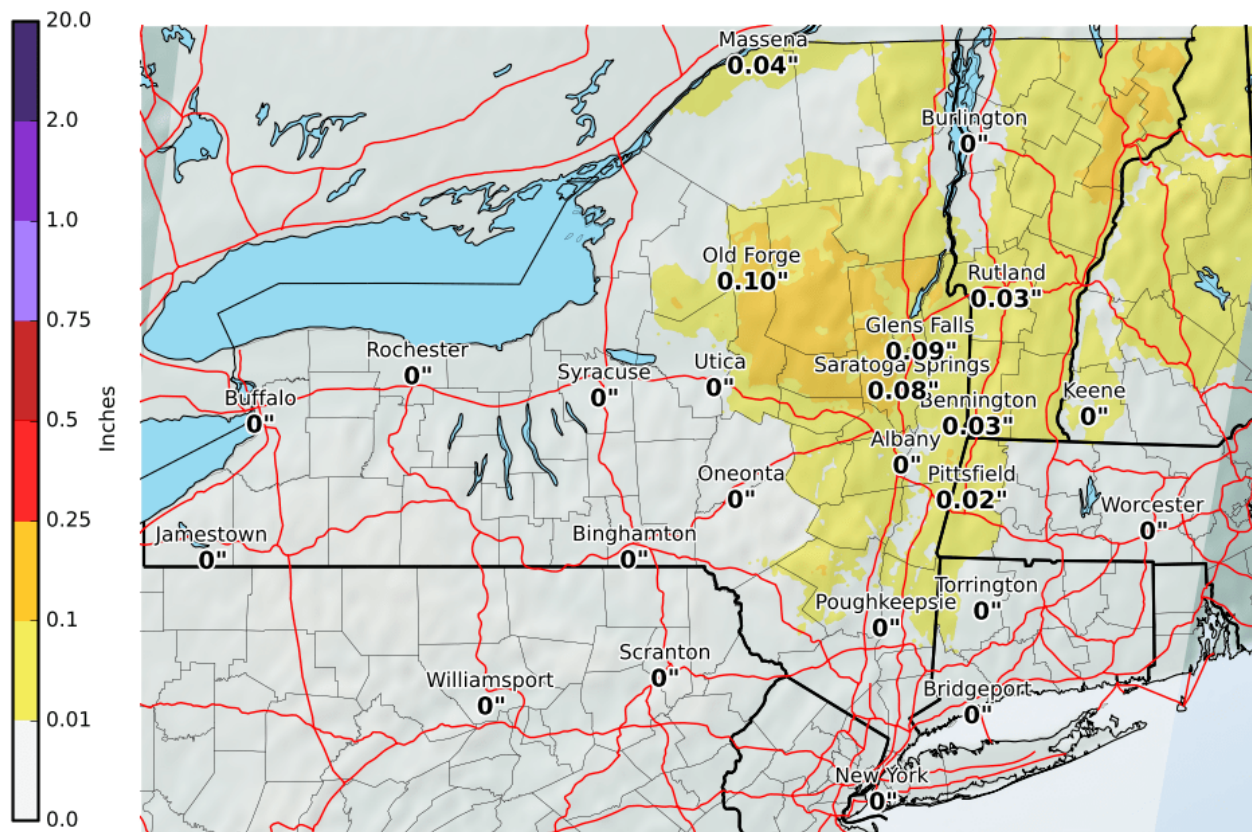 20.0
2.0
1.0
0.75
0.5
0.25
0.1
0.01
0.0
Inches
Massena
0.04"
Burlington
0"
Old Forge
0.10"
Rutland
0.03"
Glens Falls
0.09"
Rochester
0"
Syracuse
0"
Utica
0"
Saratoga Springs
0.08"
Buffalo
0"
Keene
0"
Bennington
0.03"
Albany
0"
Oneonta
0"
Pittsfield
0.02"
Worcester
0"
Jamestown
0"
Binghamton
0"
Torrington
0"
Poughkeepsie
0"
Scranton
0"
Williamsport
0"
Bridgeport
0"
New York
0"